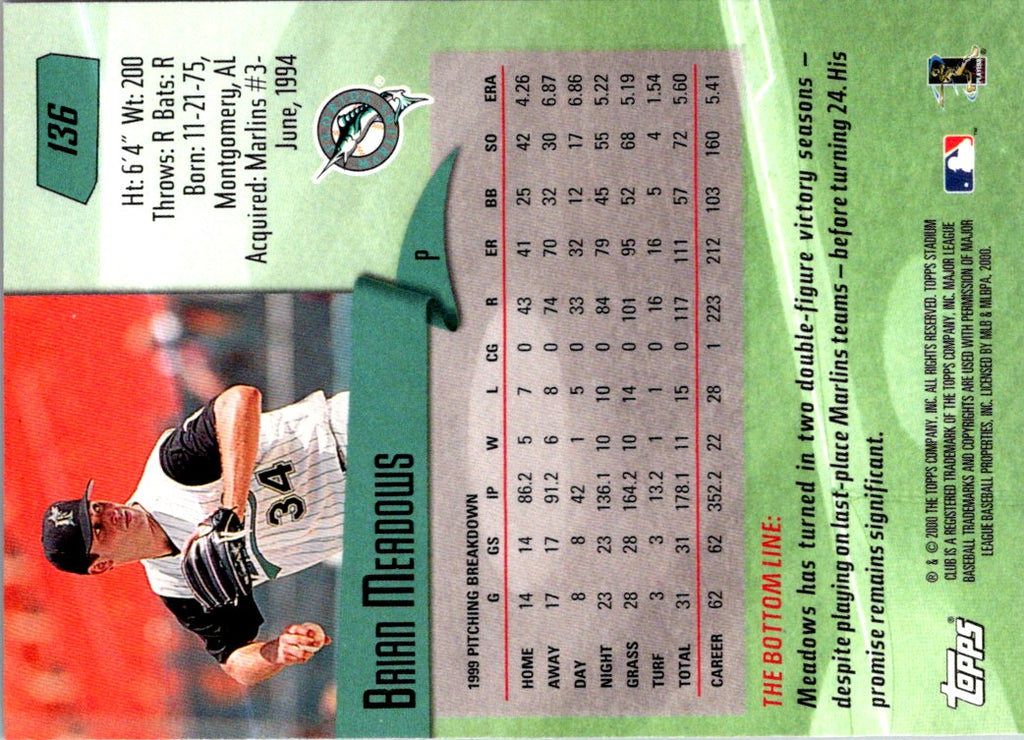 136
Ht: 6'4" Wt: 200
Throws: R Bats: R
Born: 11-21-75,
Montgomery, AL
Acquired: Marlins #3-
June, 1994
34
BRIAN MEADOWS
P
1999 PITCHING BREAKDOWN
G GS IP W L CG R ER BB SO ERA
HOME 14 14 86.2 5 7 0 43 41 25 42 4.26
AWAY 17 17 91.2 6 8 0 74 70 32 30 6.87
DAY 8 8 42 1 5 0 33 32 12 17 6.86
NIGHT 23 23 136.1 10 10 0 84 79 45 55 5.22
GRASS 28 28 164.2 10 14 0 101 95 52 68 5.19
TURF 3 3 13.2 1 1 0 16 16 5 4 1.54
TOTAL 31 31 178.1 11 15 0 117 111 57 72 5.60
CAREER 62 62 352.2 22 28 1 223 212 103 160 5.41
THE BOTTOM LINE:
Meadows has turned in two double-figure victory seasons –
despite playing on last-place Marlins teams – before turning 24. His
promise remains significant.
TOPPS®
® & © 2000 THE TOPPS COMPANY, INC. ALL RIGHTS RESERVED. TOPPS STADIUM
CLUB IS A REGISTERED TRADEMARK OF THE TOPPS COMPANY, INC. MAJOR LEAGUE
BASEBALL TRADEMARKS AND COPYRIGHTS ARE USED WITH PERMISSION OF MAJOR
LEAGUE BASEBALL PROPERTIES, INC. LICENSED BY MLB & MLBPA, 2000.